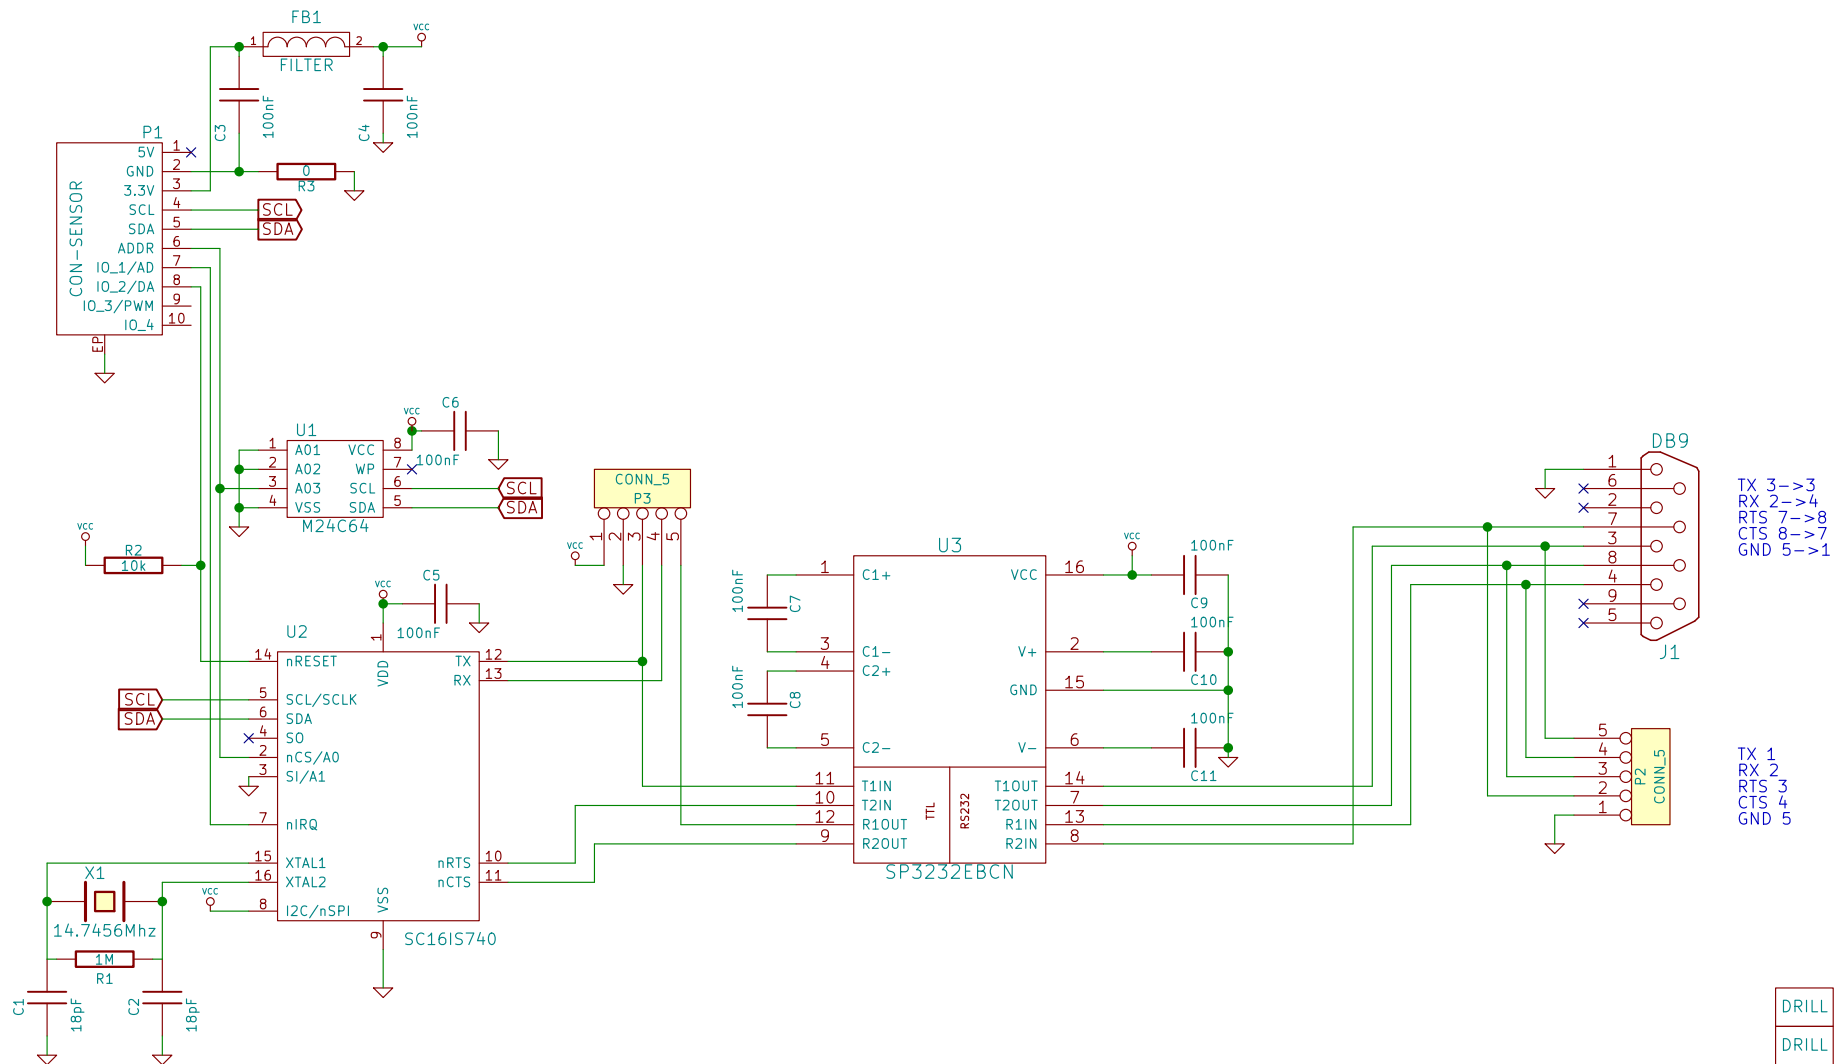 FB1
1
2
FILTER
vcc
C3
100nF
C4
100nF
P1
CON-SENSOR
5V 1
GND 2
3.3V 3
SCL 4
SDA 5
ADDR 6
IO_1/AD 7
IO_2/DA 8
IO_3/PWM 9
IO_4 10
EP
0
R3
SCL
SDA
U1
1 A01 VCC 8
2 A02 WP 7
3 A03 SCL 6
4 VSS SDA 5
M24C64
vcc
C6
100nF
SCL
SDA
vcc
R2
10k
CONN_5
P3
1 2 3 4 5
vcc
vcc
C5
100nF
U2
1
VDD
14 nRESET
5 SCL/SCLK
6 SDA
4 SO
2 nCS/A0
3 SI/A1
7 nIRQ
15 XTAL1
16 XTAL2
8 I2C/nSPI
TX 12
RX 13
nRTS 10
nCTS 11
VSS
9
SC16IS740
SCL
SDA
vcc
X1
14.7456Mhz
1M
R1
C1
18pF
C2
18pF
U3
1 C1+
3 C1-
4 C2+
5 C2-
11 T1IN
10 T2IN
12 R1OUT
9 R2OUT
TTL
RS232
VCC 16
V+ 2
GND 15
V- 6
T1OUT 14
T2OUT 7
R1IN 13
R2IN 8
SP3232EBCN
100nF
C7
100nF
C8
vcc
100nF
C9
100nF
C10
100nF
C11
DB9
1
6
2
7
3
8
4
9
5
J1
TX 3->3
RX 2->4
RTS 7->8
CTS 8->7
GND 5->1
5
4
3
2
1
P2
CONN_5
TX 1
RX 2
RTS 3
CTS 4
GND 5
DRILL
DRILL